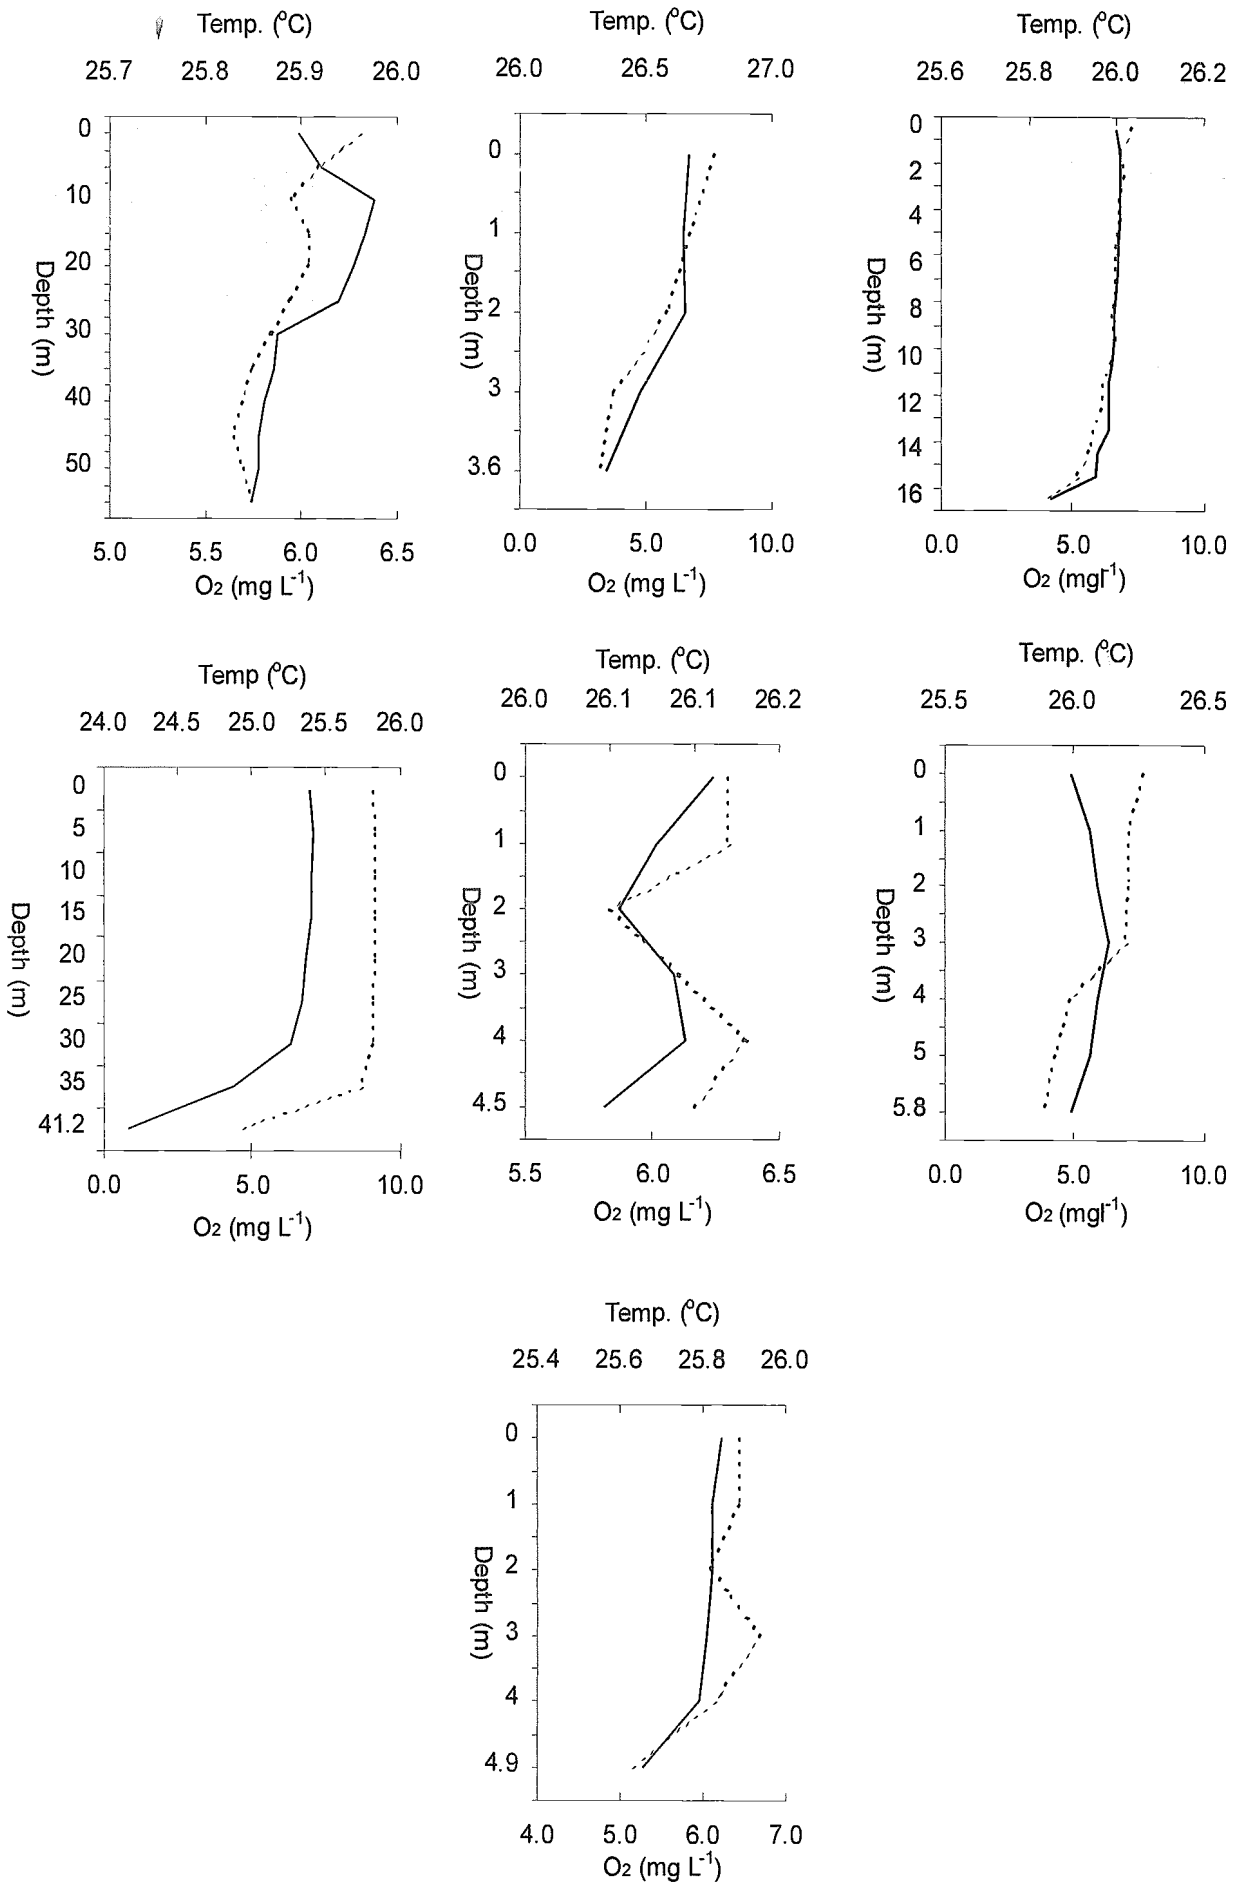 Temp. (°C)
25.7 25.8 25.9 26.0
0
10
20
30
40
50
Depth (m)
5.0 5.5 6.0 6.5
O2 (mg L-1)
Temp. (°C)
26.0 26.5 27.0
0
1
2
3
3.6
Depth (m)
0.0 5.0 10.0
O2 (mg L-1)
Temp. (°C)
25.6 25.8 26.0 26.2
0
2
4
6
8
10
12
14
16
Depth (m)
0.0 5.0 10.0
O2 (mgl-1)
Temp (°C)
24.0 24.5 25.0 25.5 26.0
0
5
10
15
20
25
30
35
41.2
Depth (m)
0.0 5.0 10.0
O2 (mg L-1)
Temp. (°C)
26.0 26.1 26.1 26.2
0
1
2
3
4
4.5
Depth (m)
5.5 6.0 6.5
O2 (mg L-1)
Temp. (°C)
25.5 26.0 26.5
0
1
2
3
4
5
5.8
Depth (m)
0.0 5.0 10.0
O2 (mgl-1)
Temp. (°C)
25.4 25.6 25.8 26.0
0
1
2
3
4
4.9
Depth (m)
4.0 5.0 6.0 7.0
O2 (mg L-1)